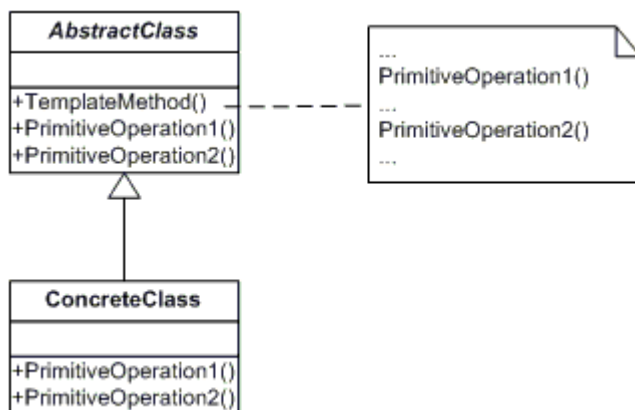 AbstractClass
+TemplateMethod()
+PrimitiveOperation1()
+PrimitiveOperation2()
...
PrimitiveOperation1()
...
PrimitiveOperation2()
...
ConcreteClass
+PrimitiveOperation1()
+PrimitiveOperation2()